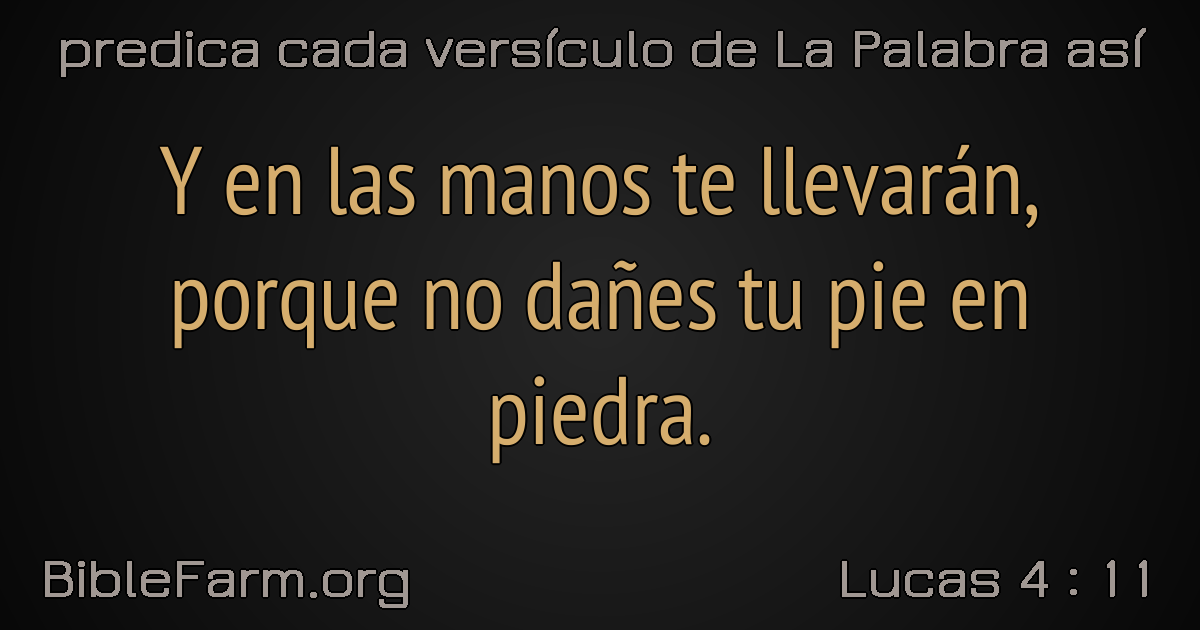 predica cada versículo de La Palabra así
Y en las manos te llevarán,
porque no dañes tu pie en
piedra.
BibleFarm.org
Lucas 4 : 11